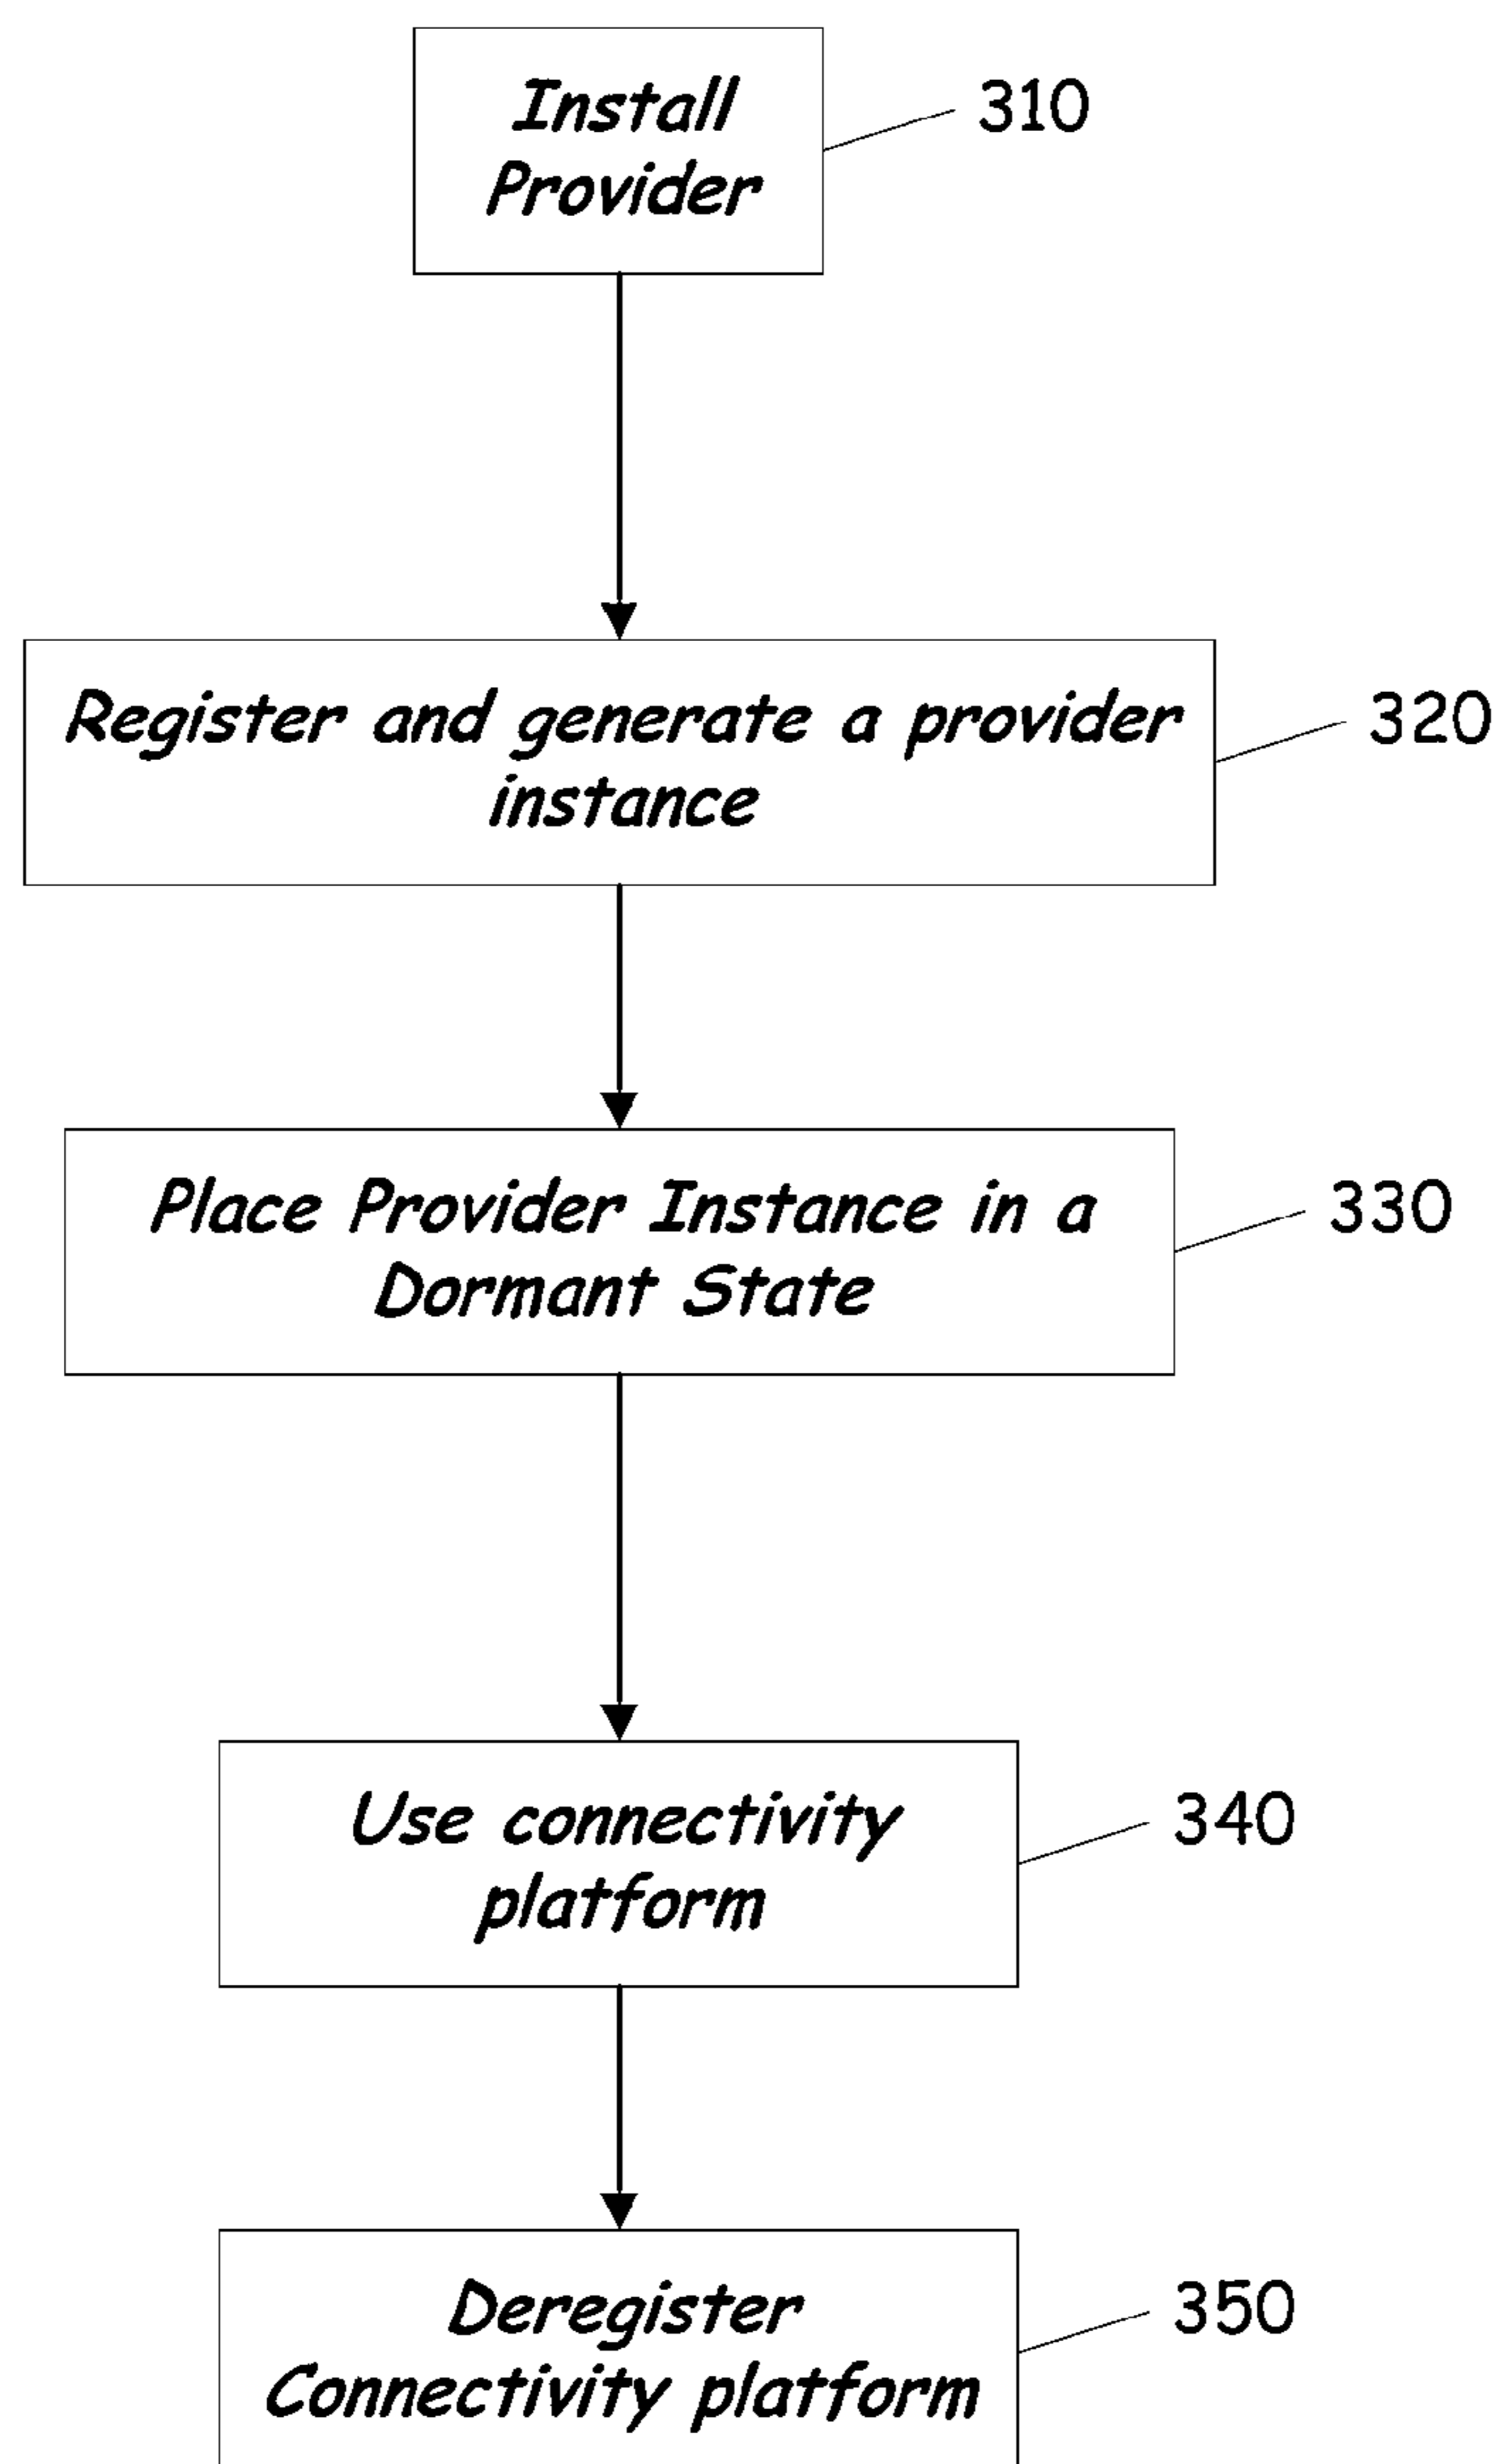 Install
Provider
310
Register and generate a provider
instance
320
Place Provider Instance in a
Dormant State
330
Use connectivity
platform
340
Deregister
Connectivity platform
350